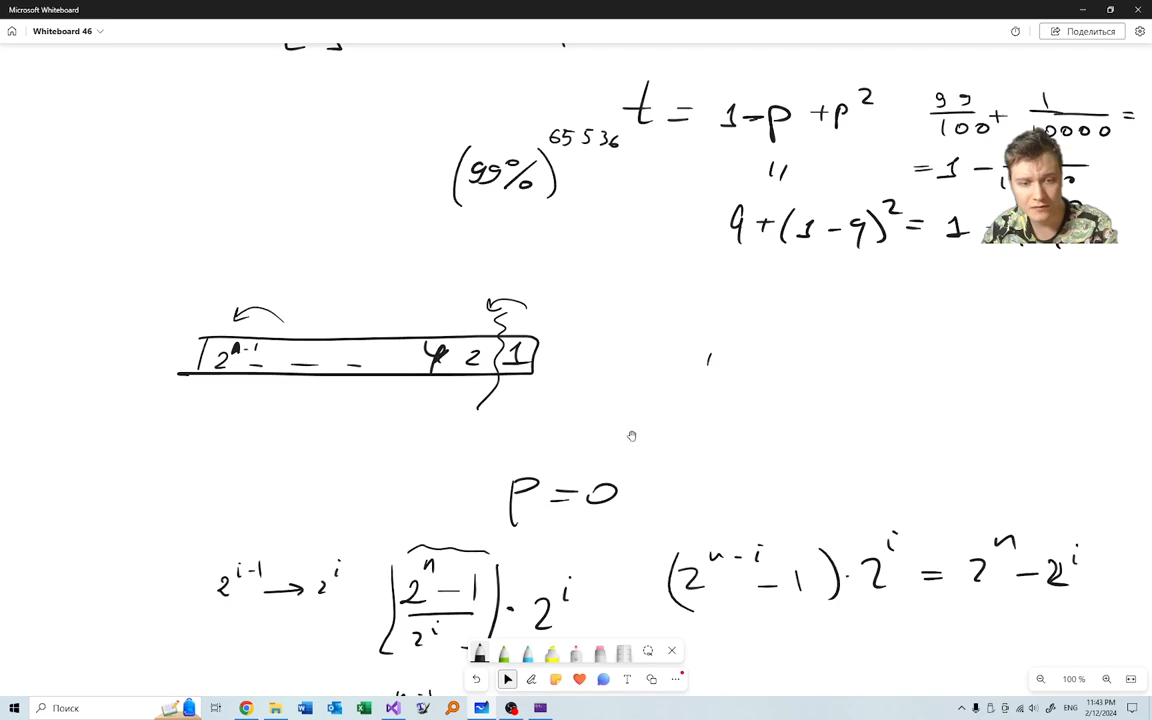 Microsoft Whiteboard
Whiteboard 46
Поделиться
t = 1 - p + p²
99/100 + 1/10000 =
(99%)^65536
= 1 -
"
q + (1 - q)² = 1
2^n-1 _ _ _ 4 2 1
p = 0
2^i-1 → 2^i
⌊(2^n - 1)/2^i⌋ · 2^i
(2^n-i - 1) · 2^i = 2^n - 2^i
100 %
Поиск
ENG
11:43 PM
2/12/2024